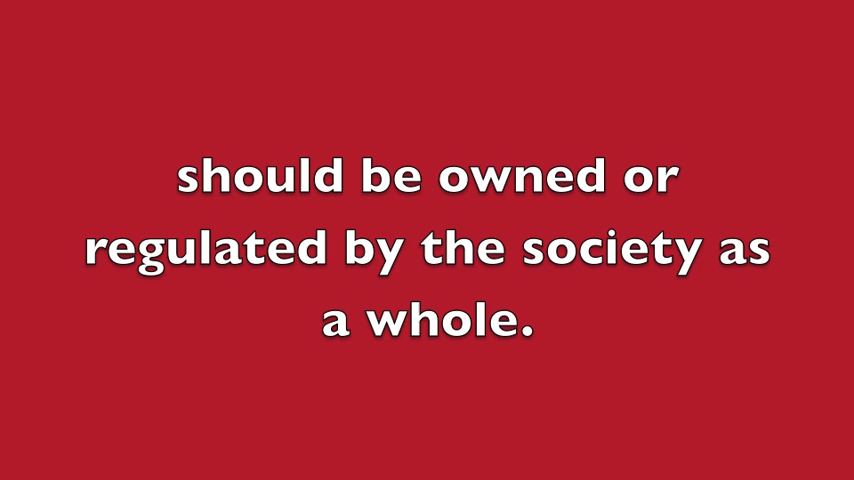 should be owned or
regulated by the society as
a whole.